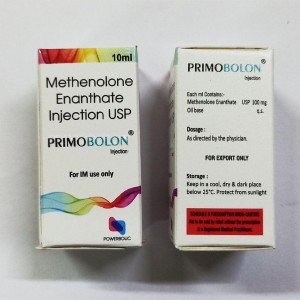 10ml
Methenolone
Enanthate
Injection USP
PRIMOBOLON®
Injection
For IM use only
POWERBOLIC
PRIMOBOLON®
Injection
Each ml Contains:-
Methenolone Enanthate USP 100 mg
Oil base q.s.
Dosage :
As directed by the physician.
FOR EXPORT ONLY
Storage :
Keep in a cool, dry & dark place
below 25°C. Protect from sunlight